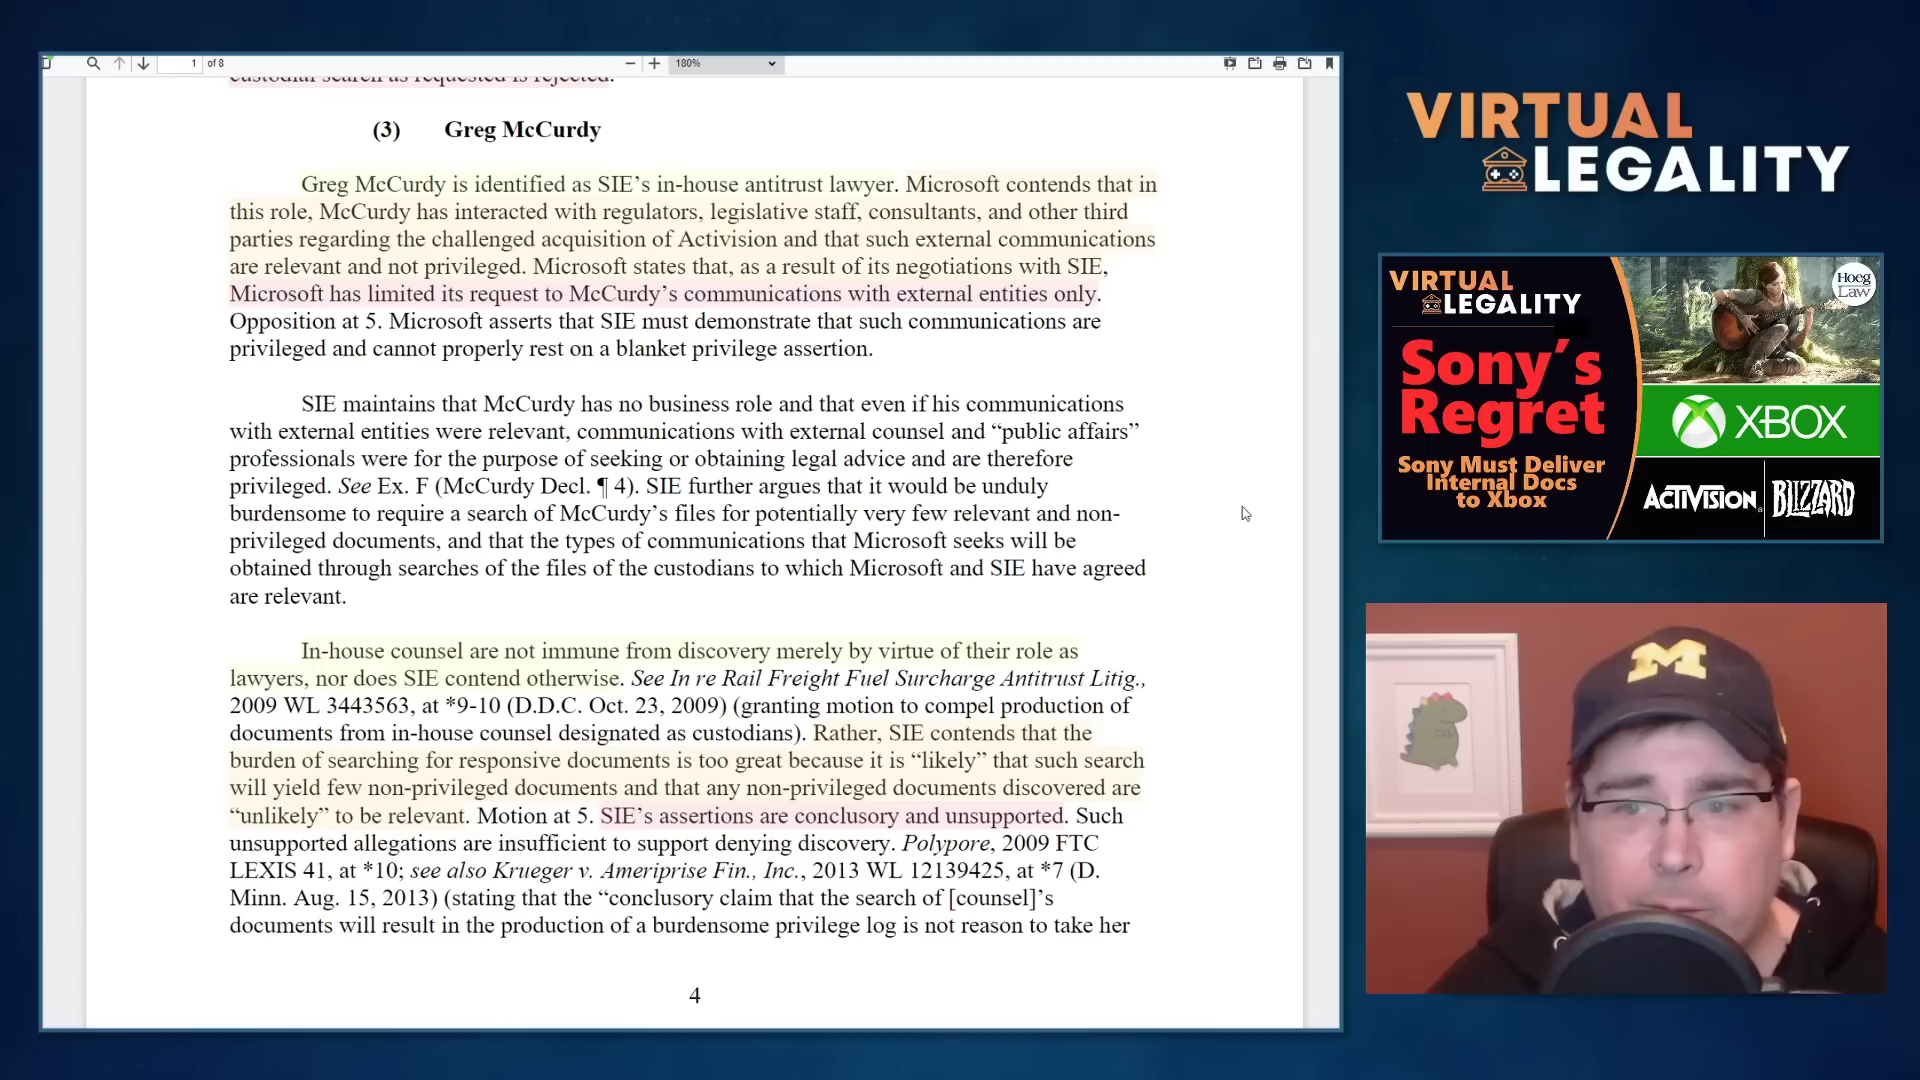 1 of 8
180%
custodial search as requested is rejected.
(3) Greg McCurdy
Greg McCurdy is identified as SIE’s in-house antitrust lawyer. Microsoft contends that in
this role, McCurdy has interacted with regulators, legislative staff, consultants, and other third
parties regarding the challenged acquisition of Activision and that such external communications
are relevant and not privileged. Microsoft states that, as a result of its negotiations with SIE,
Microsoft has limited its request to McCurdy’s communications with external entities only.
Opposition at 5. Microsoft asserts that SIE must demonstrate that such communications are
privileged and cannot properly rest on a blanket privilege assertion.
SIE maintains that McCurdy has no business role and that even if his communications
with external entities were relevant, communications with external counsel and “public affairs”
professionals were for the purpose of seeking or obtaining legal advice and are therefore
privileged. See Ex. F (McCurdy Decl. ¶ 4). SIE further argues that it would be unduly
burdensome to require a search of McCurdy’s files for potentially very few relevant and non-
privileged documents, and that the types of communications that Microsoft seeks will be
obtained through searches of the files of the custodians to which Microsoft and SIE have agreed
are relevant.
In-house counsel are not immune from discovery merely by virtue of their role as
lawyers, nor does SIE contend otherwise. See In re Rail Freight Fuel Surcharge Antitrust Litig.,
2009 WL 3443563, at *9-10 (D.D.C. Oct. 23, 2009) (granting motion to compel production of
documents from in-house counsel designated as custodians). Rather, SIE contends that the
burden of searching for responsive documents is too great because it is “likely” that such search
will yield few non-privileged documents and that any non-privileged documents discovered are
“unlikely” to be relevant. Motion at 5. SIE’s assertions are conclusory and unsupported. Such
unsupported allegations are insufficient to support denying discovery. Polypore, 2009 FTC
LEXIS 41, at *10; see also Krueger v. Ameriprise Fin., Inc., 2013 WL 12139425, at *7 (D.
Minn. Aug. 15, 2013) (stating that the “conclusory claim that the search of [counsel]’s
documents will result in the production of a burdensome privilege log is not reason to take her
4
VIRTUAL
LEGALITY
VIRTUAL
LEGALITY
Sony’s
Regret
Sony Must Deliver
Internal Docs
to Xbox
Hoeg
Law
XBOX
ACTIVISION
BLIZZARD
M